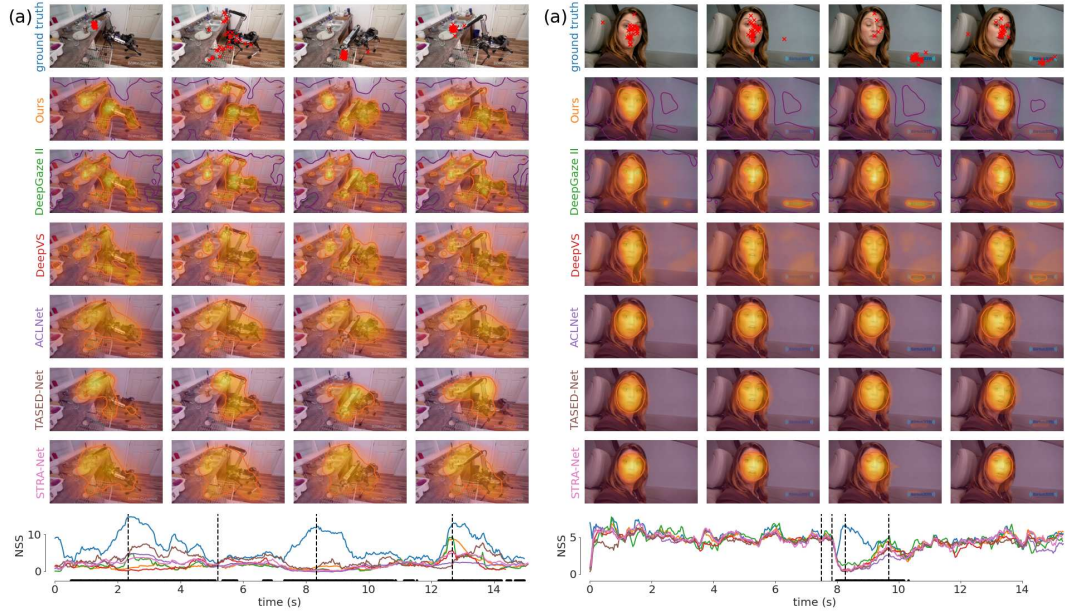 (a)
ground truth
Ours
DeepGaze II
DeepVS
ACLNet
TASED-Net
STRA-Net
NSS
10
0
0
2
4
6
8
10
12
14
time (s)
(a)
ground truth
Ours
DeepGaze II
DeepVS
ACLNet
TASED-Net
STRA-Net
NSS
5
0
0
2
4
6
8
10
12
14
time (s)